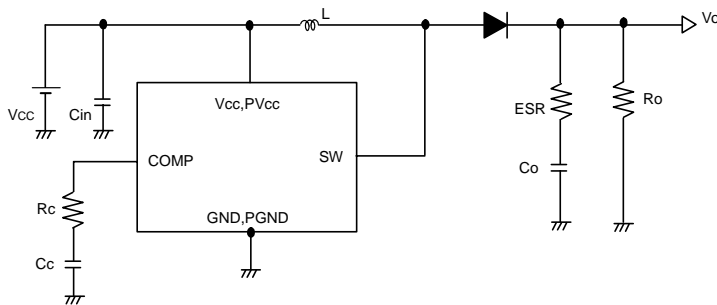 L
Vo
Vcc
Cin
Vcc,PVcc
ESR
Ro
COMP
SW
Co
Rc
GND,PGND
Cc